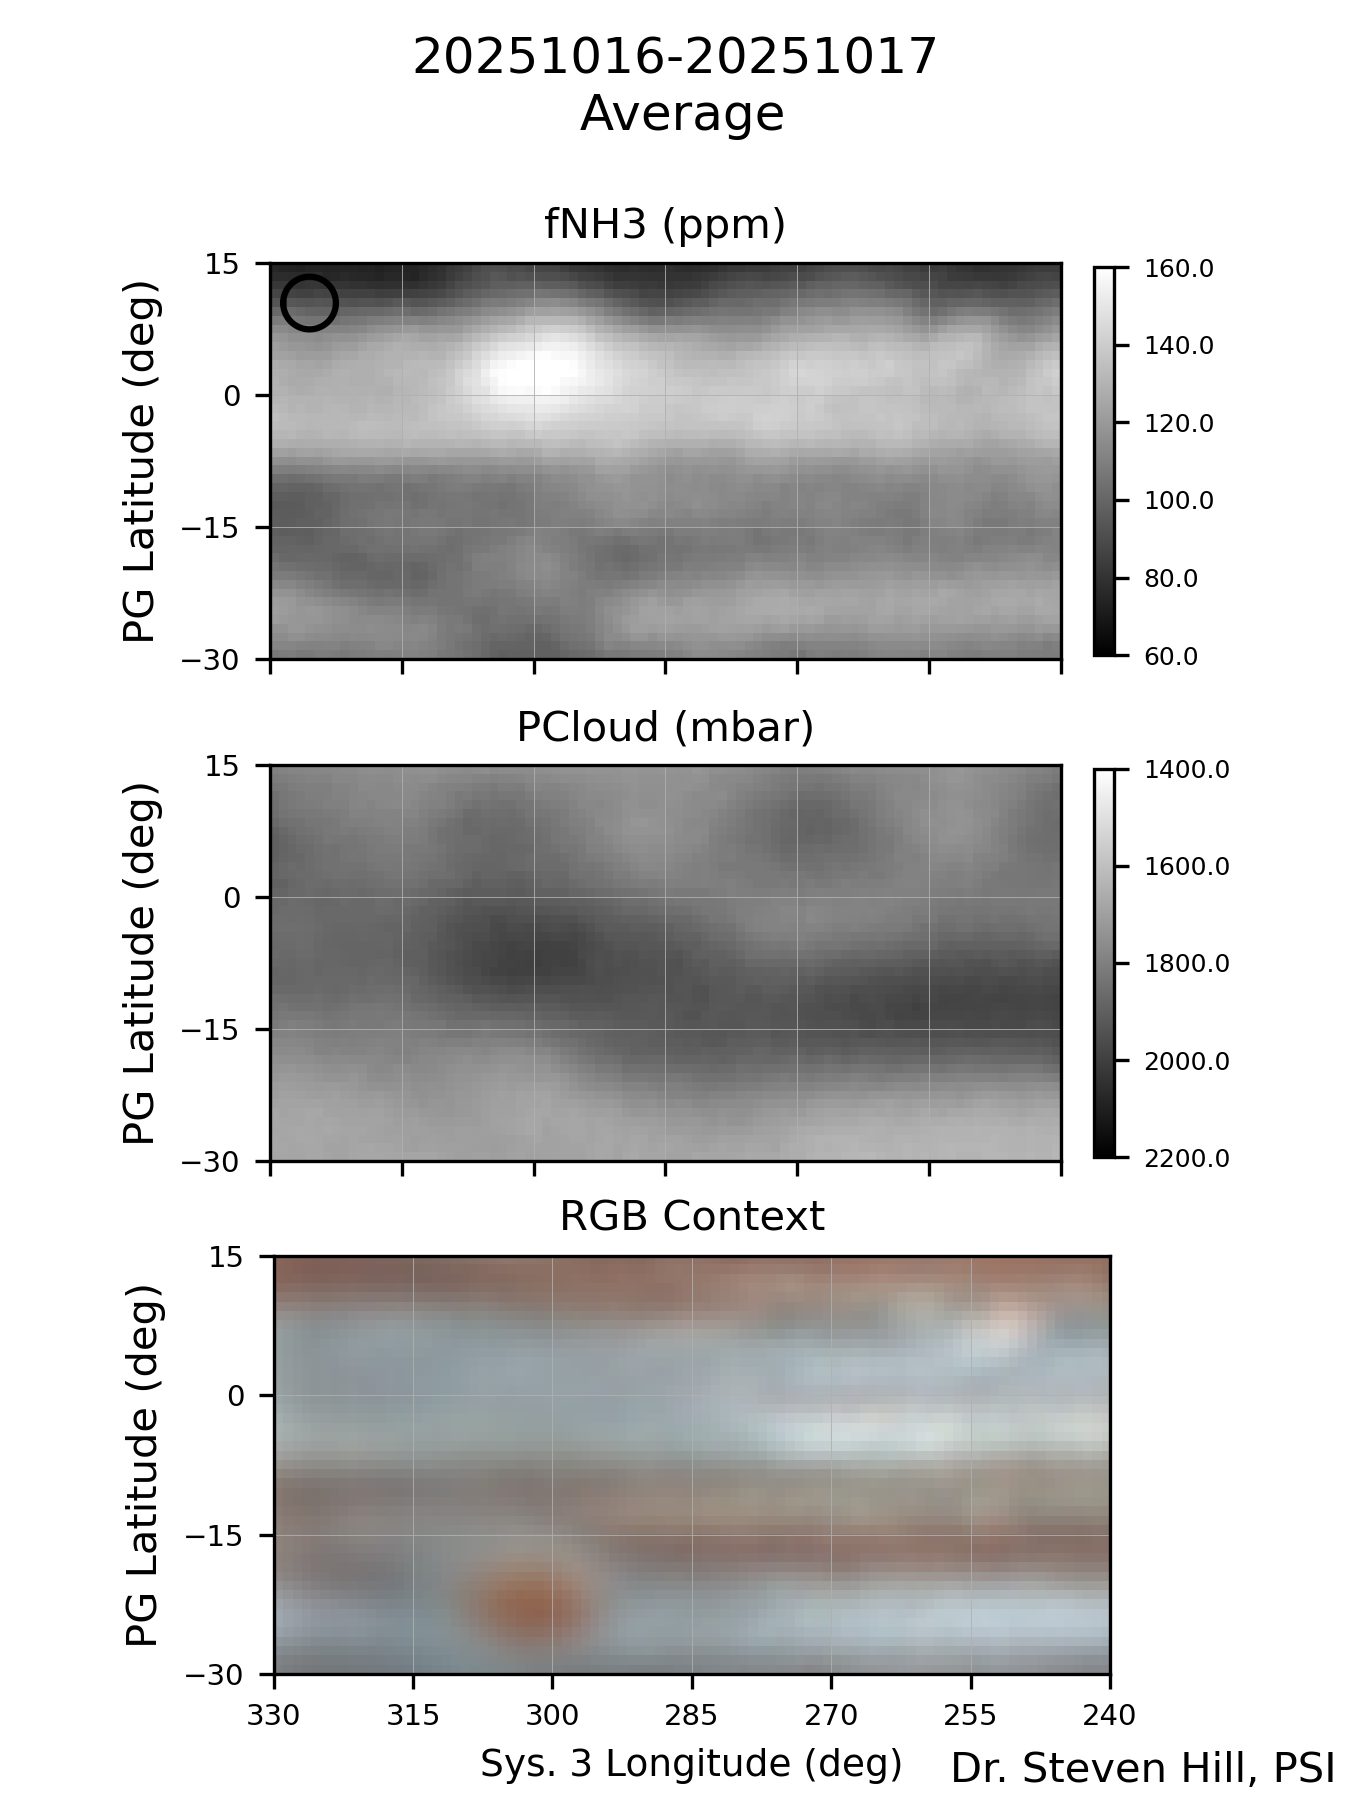 20251016-20251017
Average
fNH3 (ppm)
15
0
−15
−30
PG Latitude (deg)
160.0
140.0
120.0
100.0
80.0
60.0
PCloud (mbar)
15
0
−15
−30
PG Latitude (deg)
1400.0
1600.0
1800.0
2000.0
2200.0
RGB Context
15
0
−15
−30
PG Latitude (deg)
330 315 300 285 270 255 240
Sys. 3 Longitude (deg)
Dr. Steven Hill, PSI